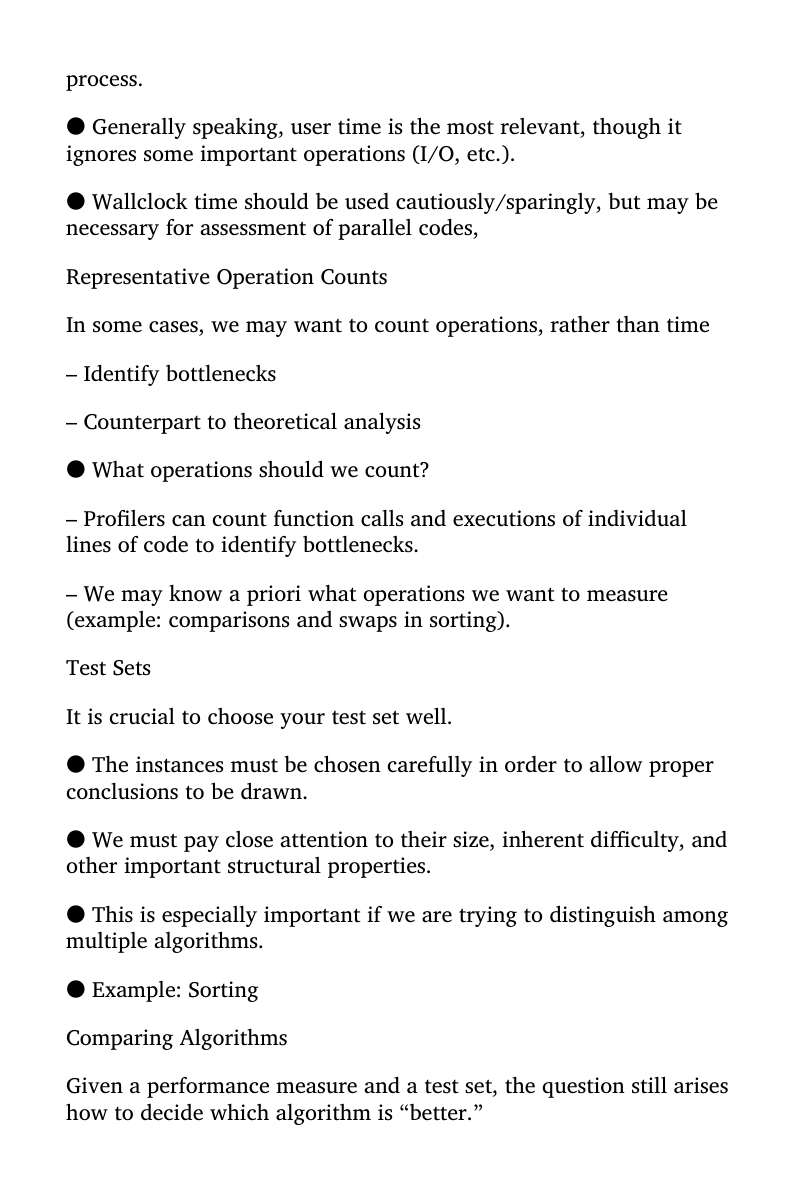 process.
● Generally speaking, user time is the most relevant, though it
ignores some important operations (I/O, etc.).
● Wallclock time should be used cautiously/sparingly, but may be
necessary for assessment of parallel codes,
Representative Operation Counts
In some cases, we may want to count operations, rather than time
– Identify bottlenecks
– Counterpart to theoretical analysis
● What operations should we count?
– Profilers can count function calls and executions of individual
lines of code to identify bottlenecks.
– We may know a priori what operations we want to measure
(example: comparisons and swaps in sorting).
Test Sets
It is crucial to choose your test set well.
● The instances must be chosen carefully in order to allow proper
conclusions to be drawn.
● We must pay close attention to their size, inherent difficulty, and
other important structural properties.
● This is especially important if we are trying to distinguish among
multiple algorithms.
● Example: Sorting
Comparing Algorithms
Given a performance measure and a test set, the question still arises
how to decide which algorithm is “better.”